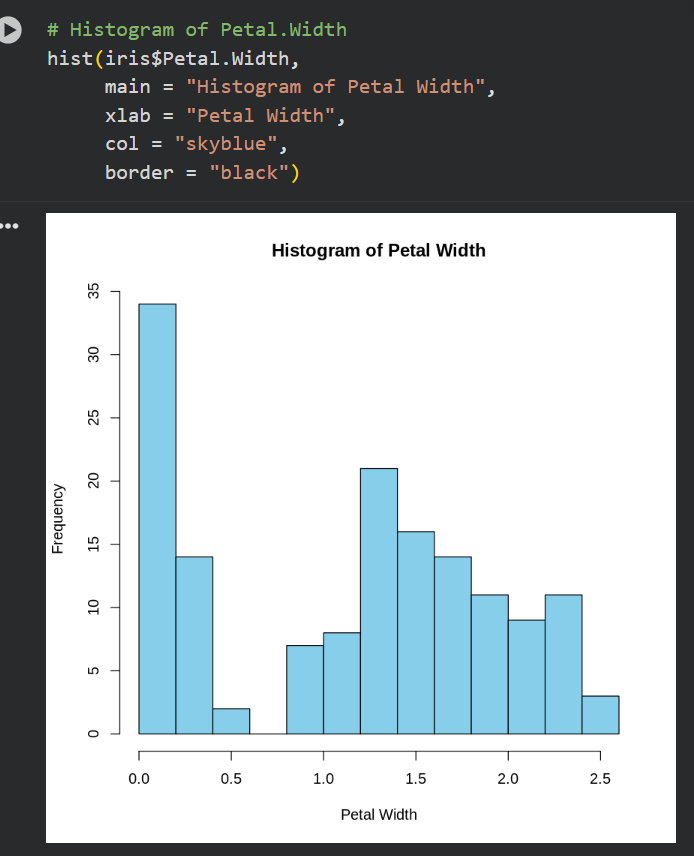 # Histogram of Petal.Width
hist(iris$Petal.Width,
     main = "Histogram of Petal Width",
     xlab = "Petal Width",
     col = "skyblue",
     border = "black")
Histogram of Petal Width
35
30
25
20
15
10
5
0
Frequency
0.0 0.5 1.0 1.5 2.0 2.5
Petal Width